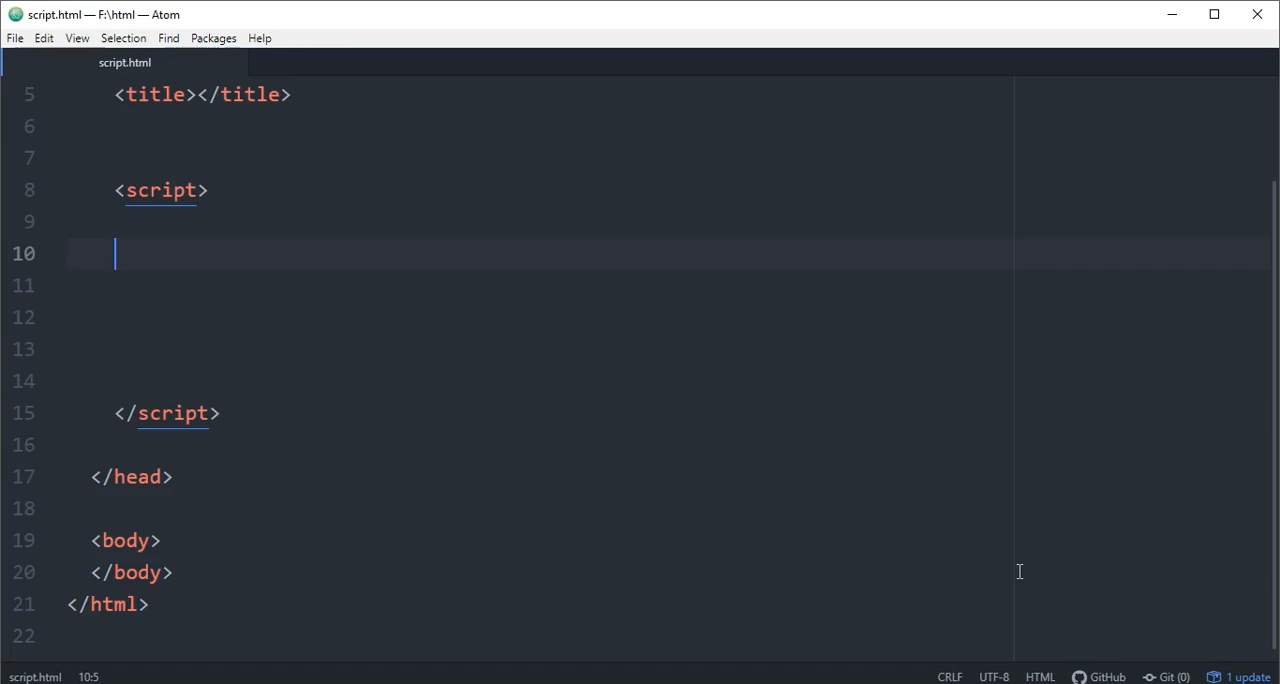 script.html — F:\html — Atom
File Edit View Selection Find Packages Help
script.html
5 <title></title>
6
7
8 <script>
9
10
11
12
13
14
15 </script>
16
17 </head>
18
19 <body>
20 </body>
21 </html>
22
script.html 10:5 CRLF UTF-8 HTML GitHub Git (0) 1 update